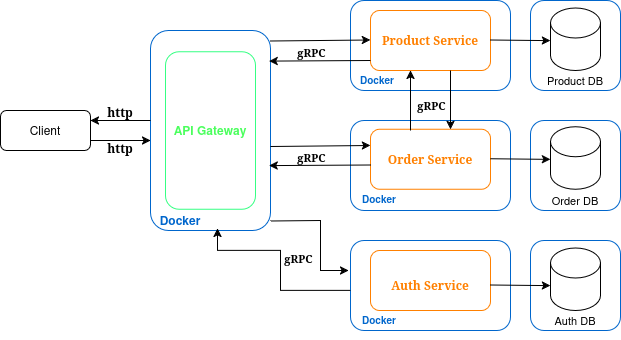 Product Service
gRPC
Docker
Product DB
http
Client
API Gateway
http
gRPC
Order Service
gRPC
Docker
Order DB
Docker
gRPC
Auth Service
Docker
Auth DB